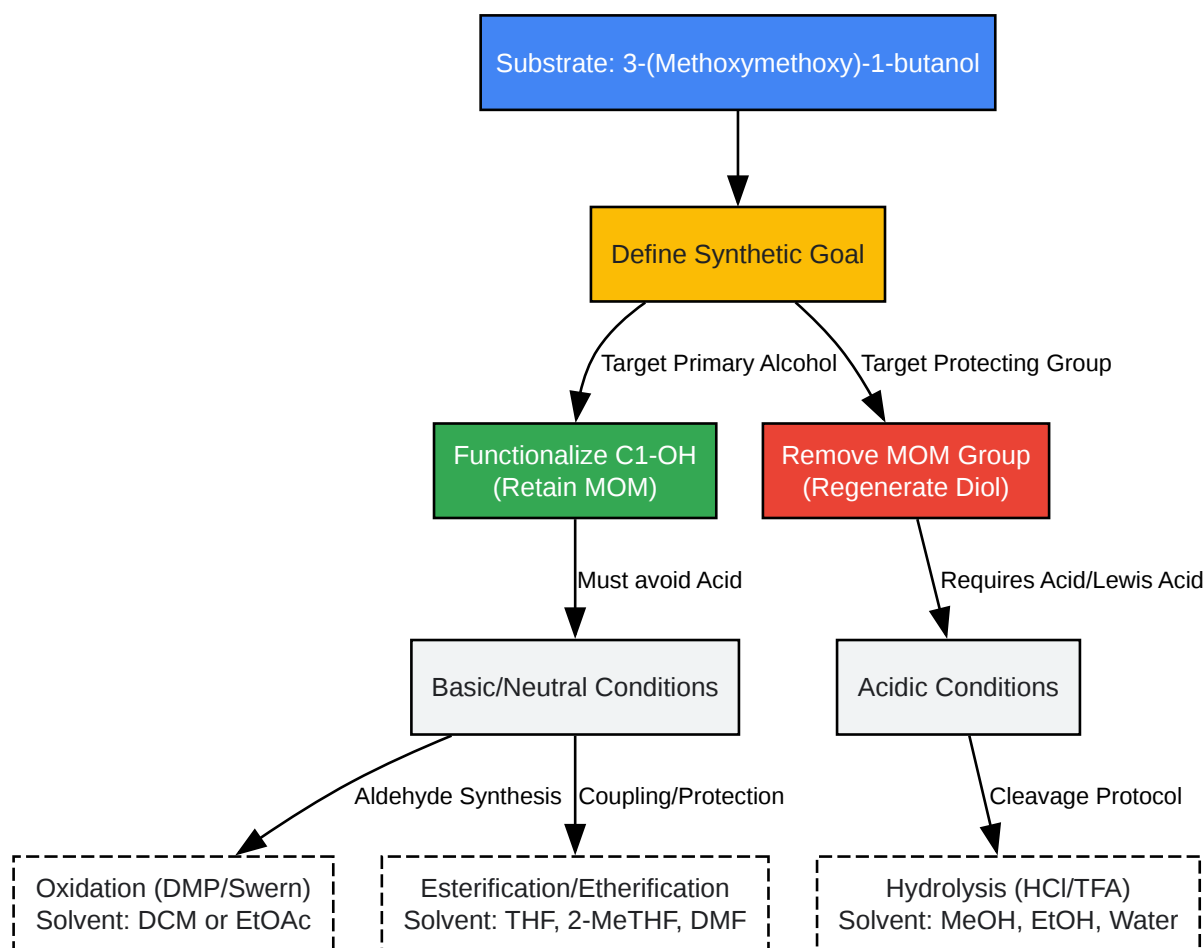 Substrate: 3-(Methoxymethoxy)-1-butanol
Define Synthetic Goal
Target Primary Alcohol
Target Protecting Group
Functionalize C1-OH
(Retain MOM)
Remove MOM Group
(Regenerate Diol)
Must avoid Acid
Requires Acid/Lewis Acid
Basic/Neutral Conditions
Acidic Conditions
Aldehyde Synthesis
Coupling/Protection
Cleavage Protocol
Oxidation (DMP/Swern)
Solvent: DCM or EtOAc
Esterification/Etherification
Solvent: THF, 2-MeTHF, DMF
Hydrolysis (HCl/TFA)
Solvent: MeOH, EtOH, Water